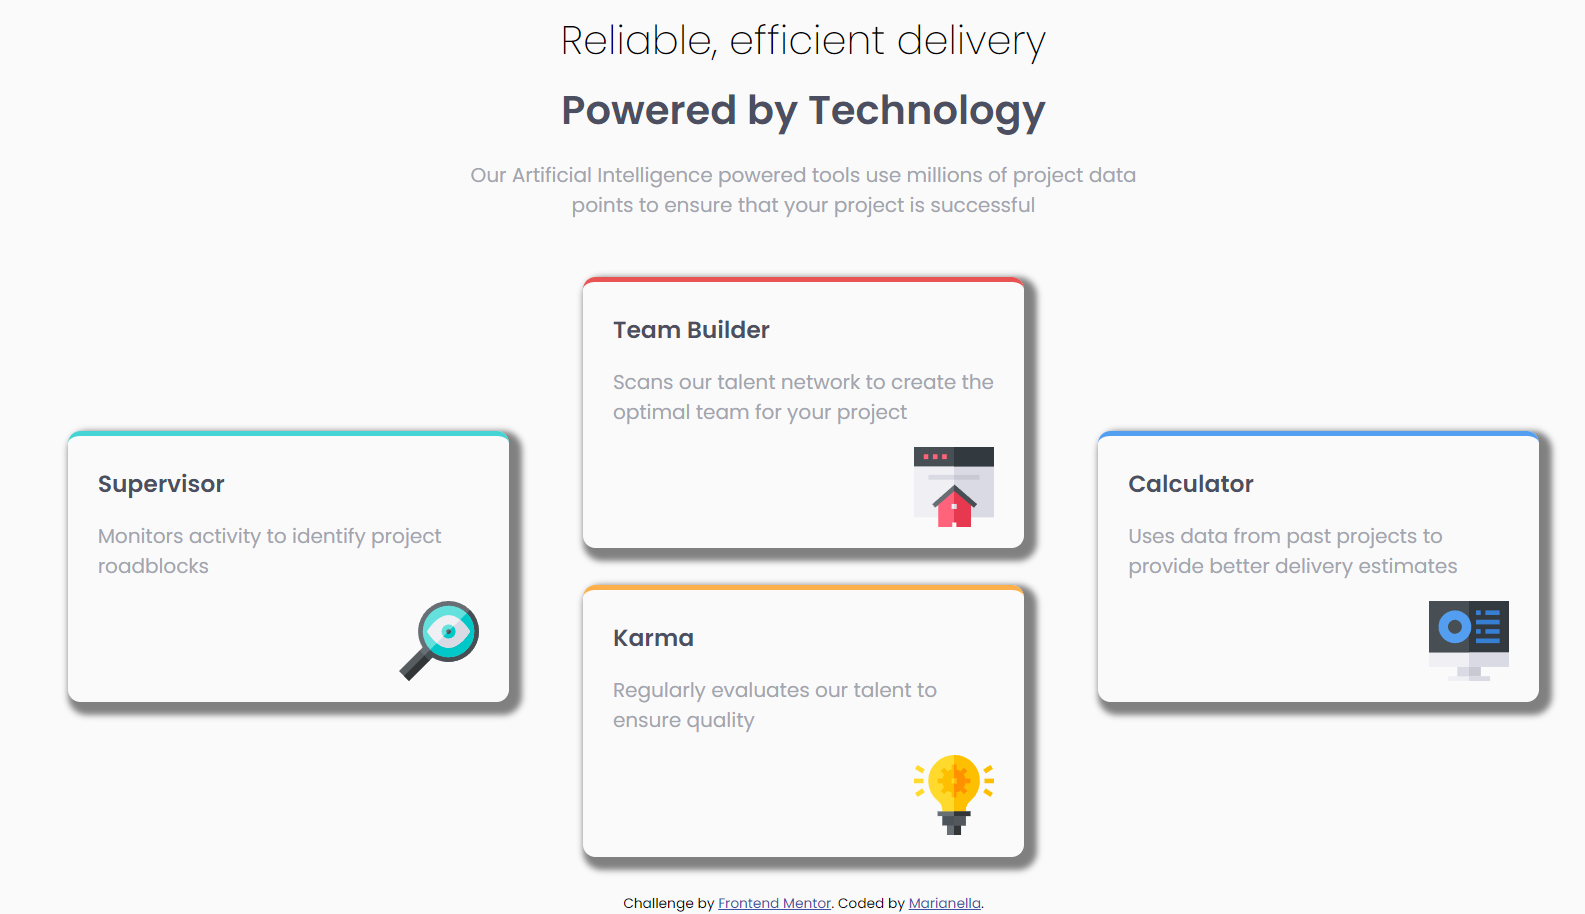 Reliable, efficient delivery
Powered by Technology
Our Artificial Intelligence powered tools use millions of project data
points to ensure that your project is successful
Supervisor
Monitors activity to identify project
roadblocks
Team Builder
Scans our talent network to create the
optimal team for your project
Karma
Regularly evaluates our talent to
ensure quality
Calculator
Uses data from past projects to
provide better delivery estimates
Challenge by Frontend Mentor. Coded by Marianella.